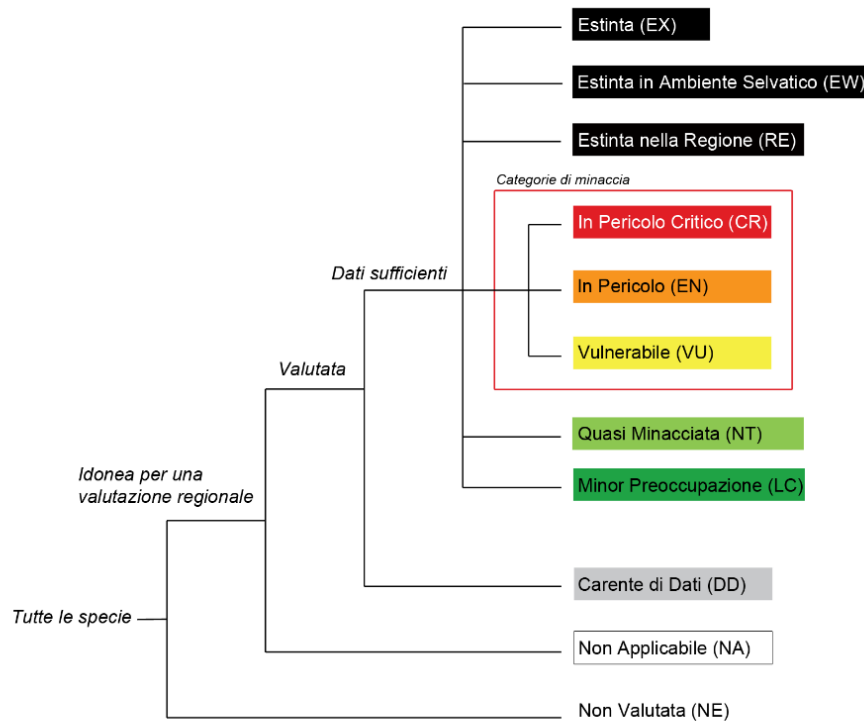 Estinta (EX)
Estinta in Ambiente Selvatico (EW)
Estinta nella Regione (RE)
Categorie di minaccia
In Pericolo Critico (CR)
Dati sufficienti
In Pericolo (EN)
Vulnerabile (VU)
Valutata
Quasi Minacciata (NT)
Idonea per una
valutazione regionale
Minor Preoccupazione (LC)
Carente di Dati (DD)
Tutte le specie
Non Applicabile (NA)
Non Valutata (NE)